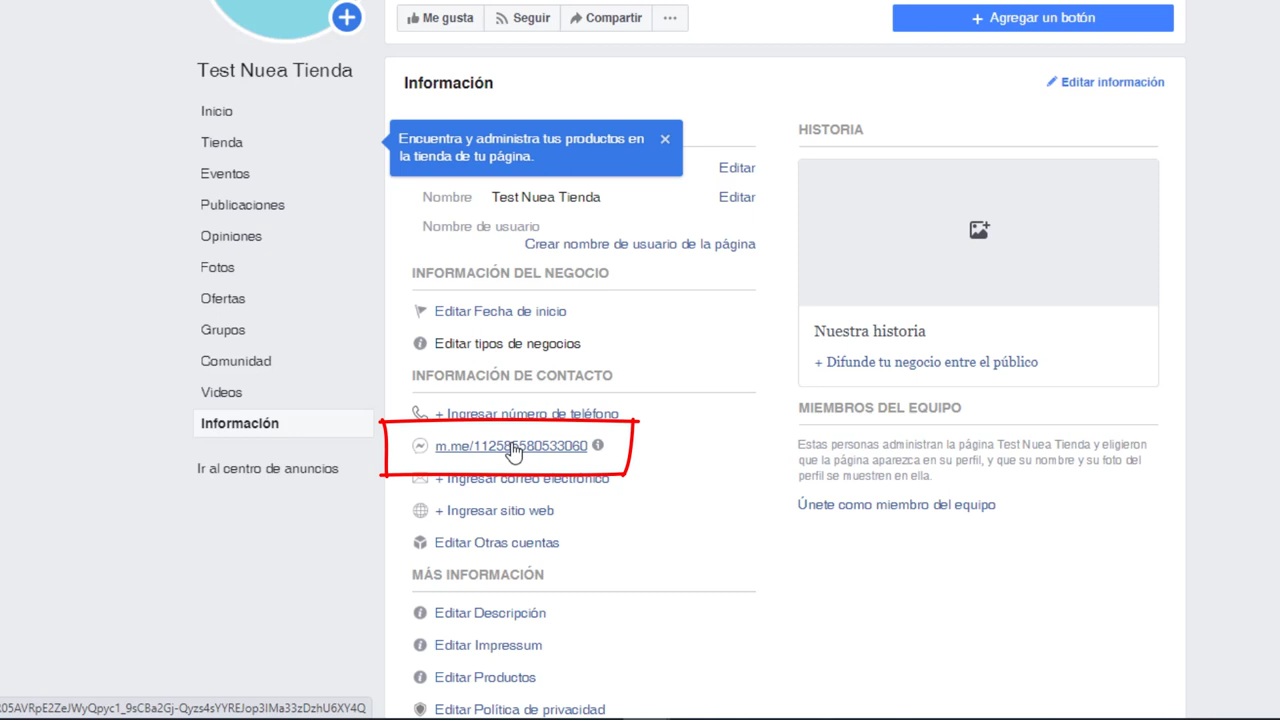 Me gusta
Seguir
Compartir
+ Agregar un botón
Test Nuea Tienda
Inicio
Tienda
Eventos
Publicaciones
Opiniones
Fotos
Ofertas
Grupos
Comunidad
Videos
Información
Ir al centro de anuncios
Información
Editar información
Encuentra y administra tus productos en
la tienda de tu página.
Editar
Nombre Test Nuea Tienda Editar
Nombre de usuario
Crear nombre de usuario de la página
INFORMACIÓN DEL NEGOCIO
Editar Fecha de inicio
Editar tipos de negocios
INFORMACIÓN DE CONTACTO
+ Ingresar número de teléfono
+ Ingresar correo electrónico
+ Ingresar sitio web
Editar Otras cuentas
MÁS INFORMACIÓN
Editar Descripción
Editar Impressum
Editar Productos
Editar Política de privacidad
HISTORIA
Nuestra historia
+ Difunde tu negocio entre el público
MIEMBROS DEL EQUIPO
Estas personas administran la página Test Nuea Tienda y eligieron
que la página aparezca en su perfil, y que su nombre y su foto del
perfil se muestren en ella.
Únete como miembro del equipo